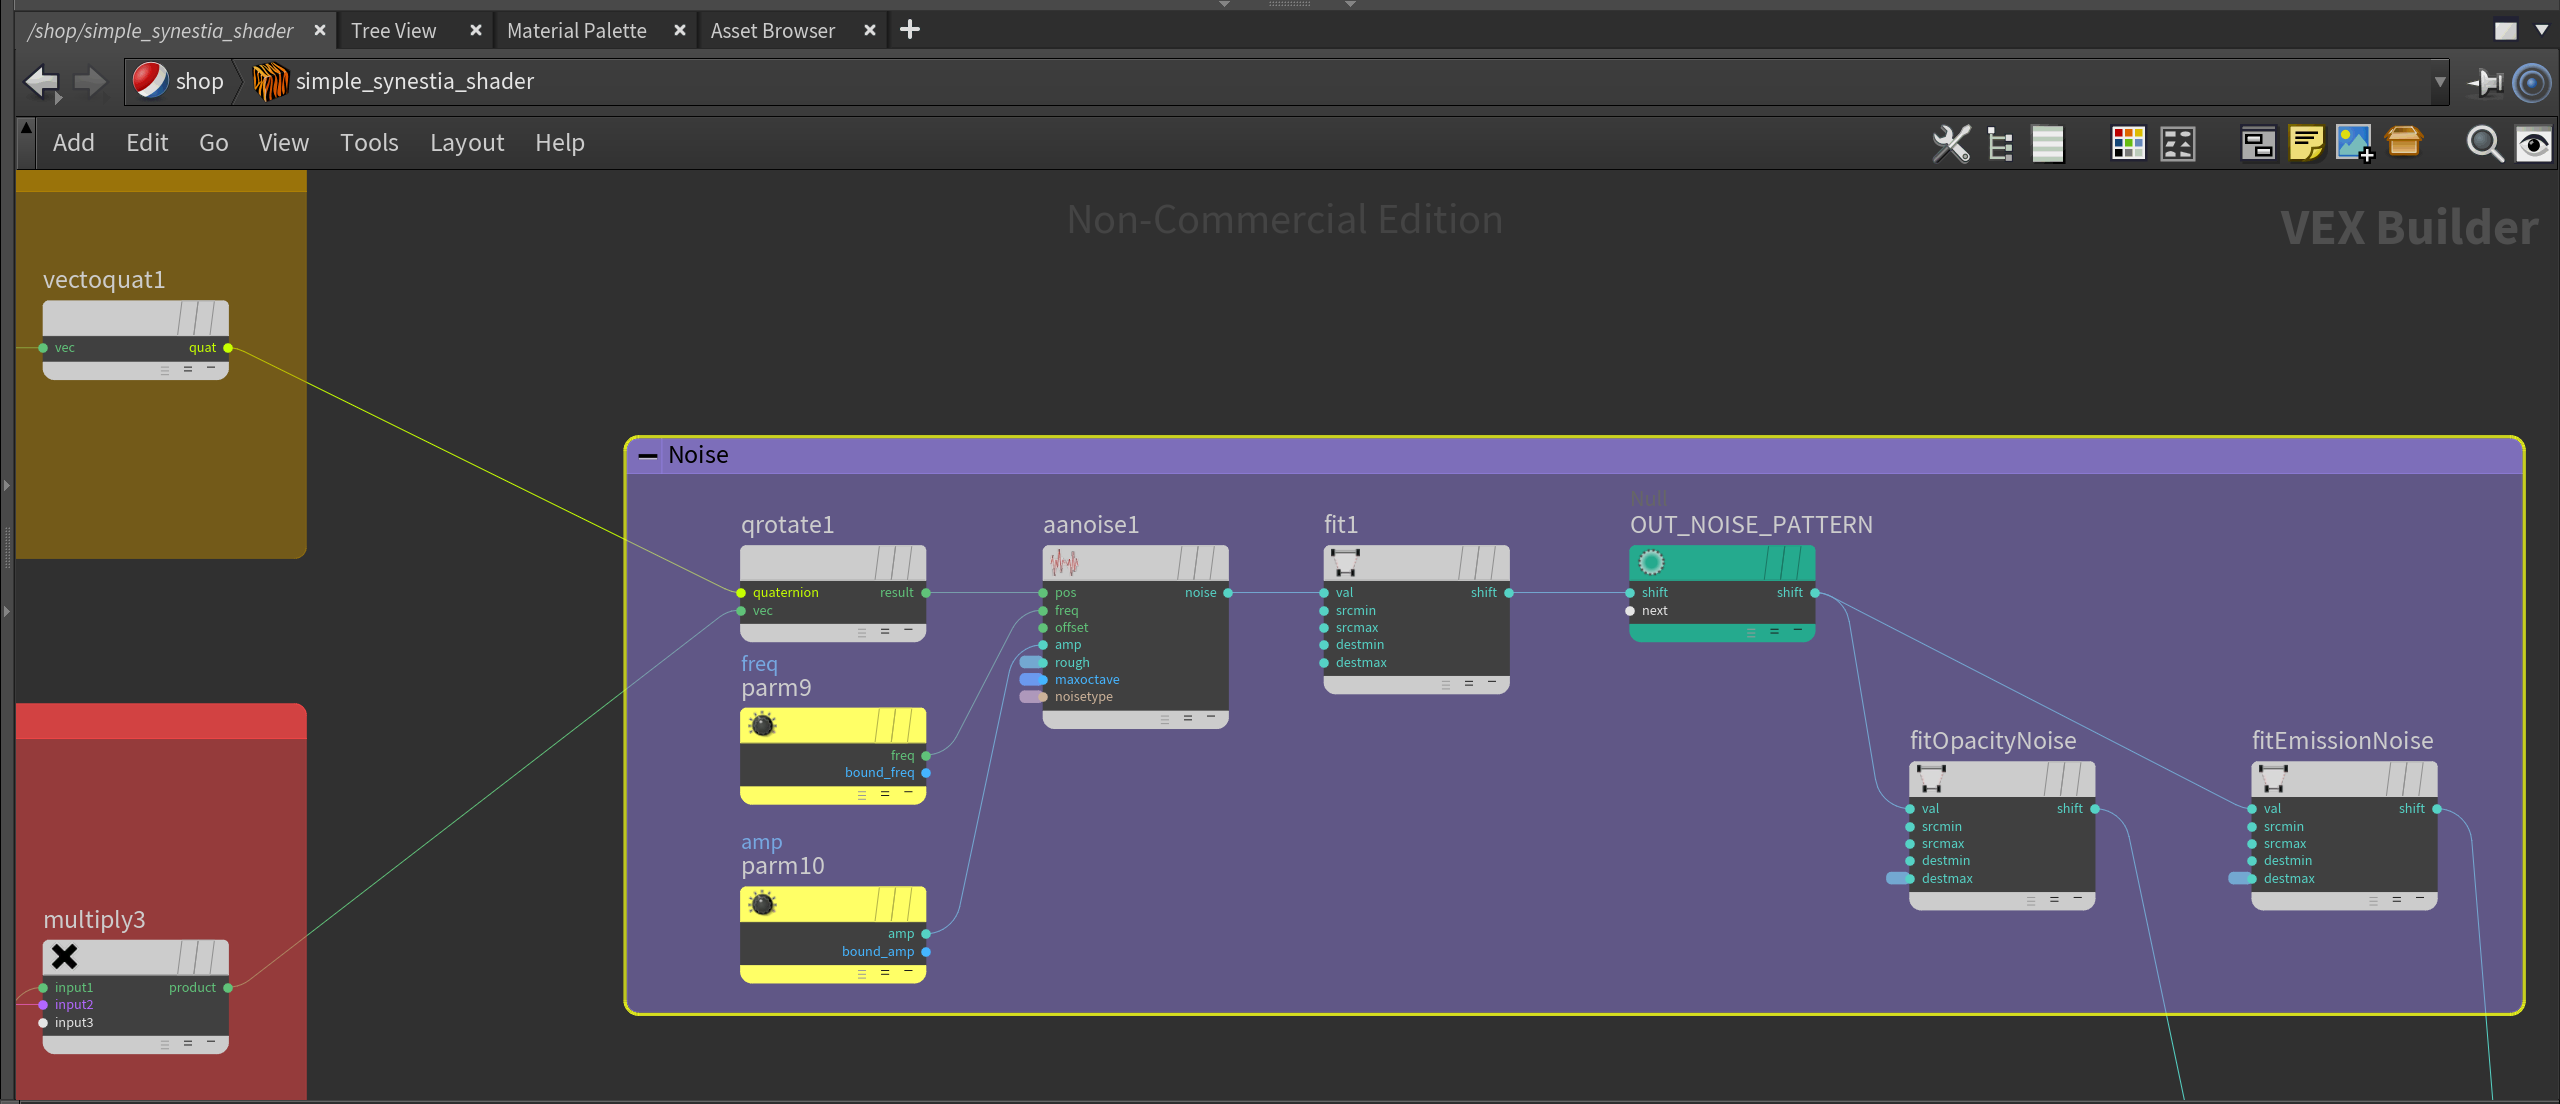 /shop/simple_synestia_shader Tree View Material Palette Asset Browser
shop simple_synestia_shader
Add Edit Go View Tools Layout Help
Non-Commercial Edition
VEX Builder
vectoquat1
vec quat
Noise
Null
qrotate1 aanoise1 fit1 OUT_NOISE_PATTERN
quaternion result
vec
pos noise
freq
offset
amp
rough
maxoctave
noisetype
val shift
srcmin
srcmax
destmin
destmax
shift shift
next
freq
parm9
freq
bound_freq
amp
parm10
amp
bound_amp
fitOpacityNoise
val shift
srcmin
srcmax
destmin
destmax
fitEmissionNoise
val shift
srcmin
srcmax
destmin
destmax
multiply3
input1 product
input2
input3